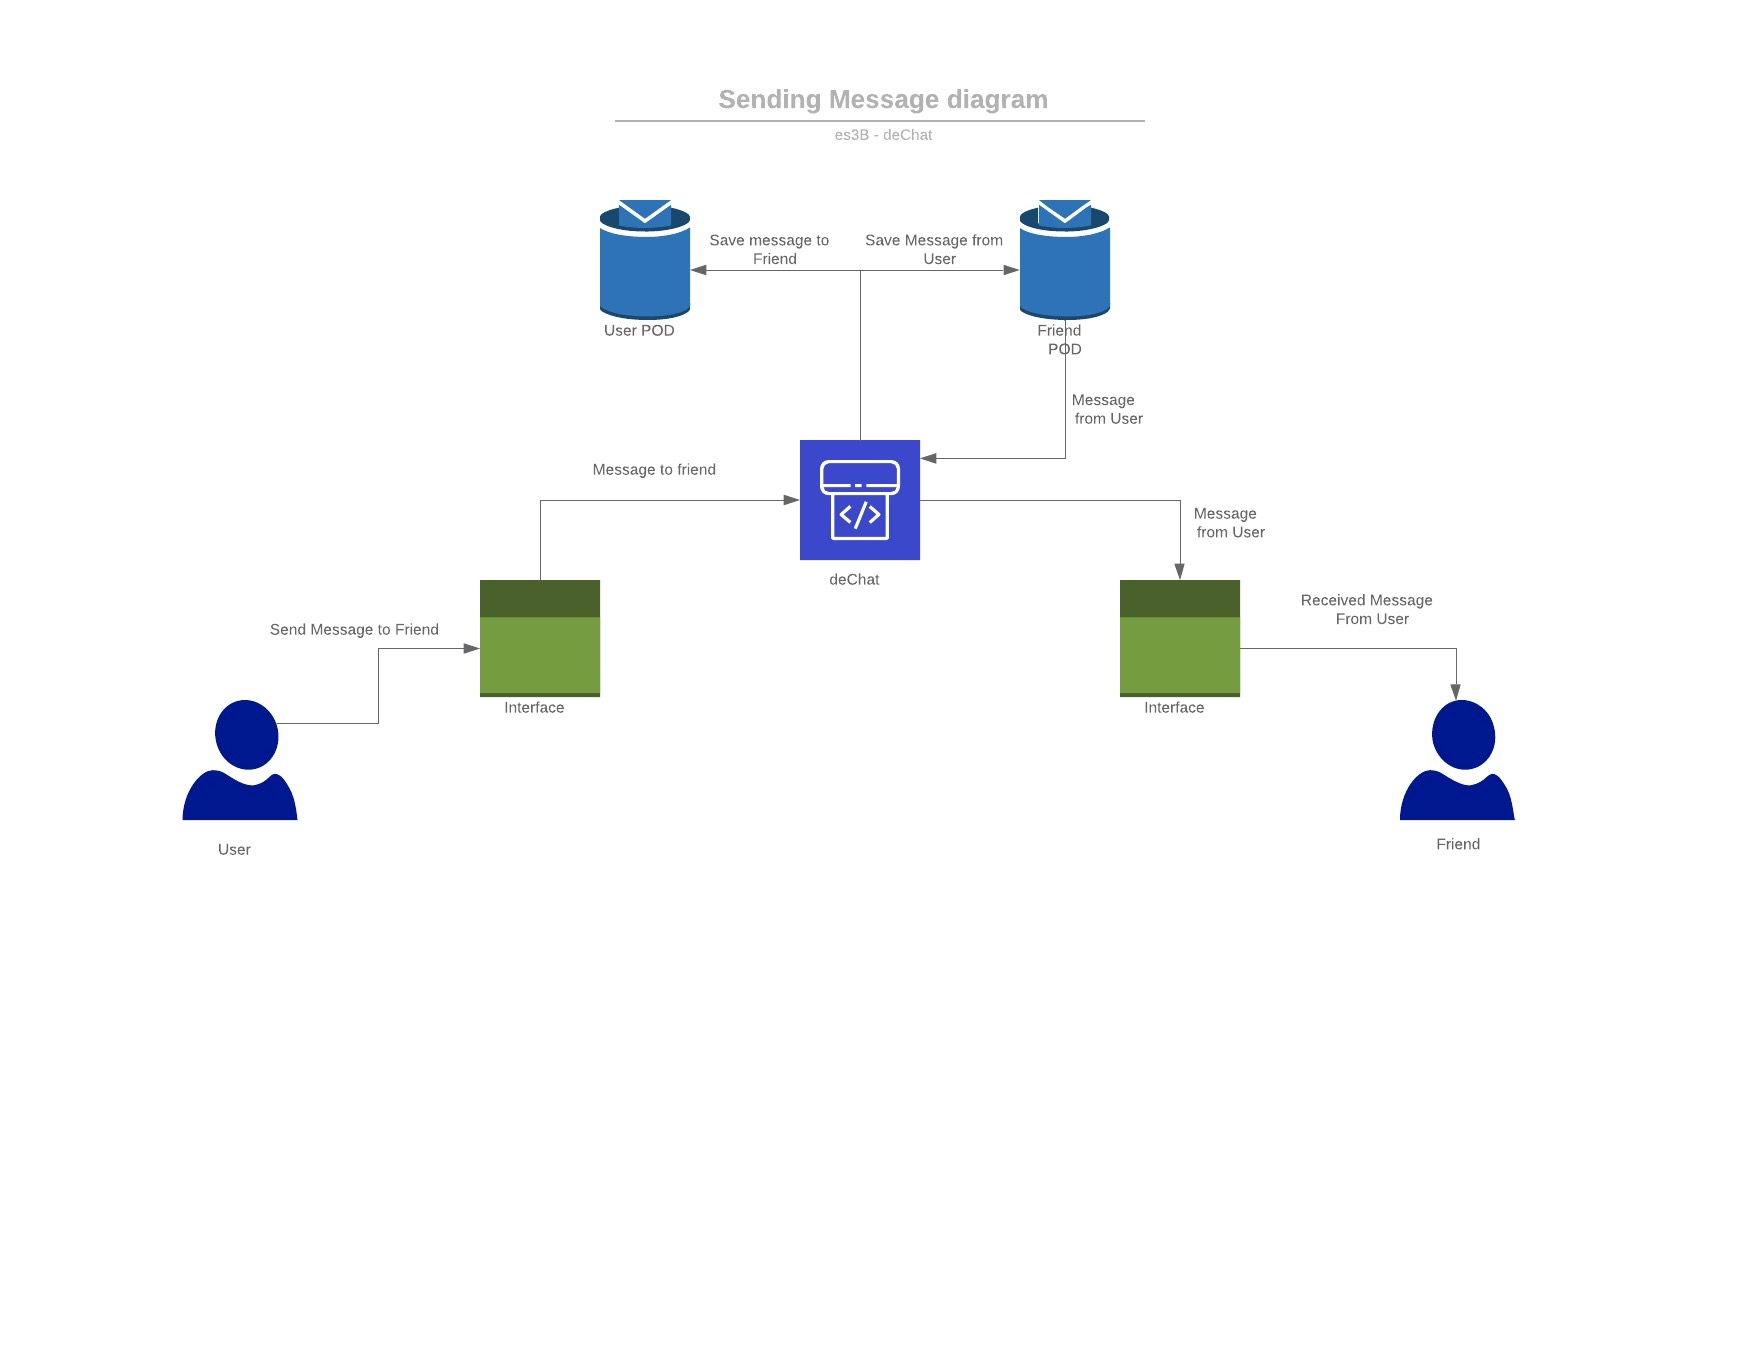 Sending Message diagram
es3B - deChat
Save message to
Friend
Save Message from
User
User POD
Friend
POD
Message
from User
Message to friend
</>
deChat
Message
from User
Send Message to Friend
Interface
Interface
Received Message
From User
User
Friend